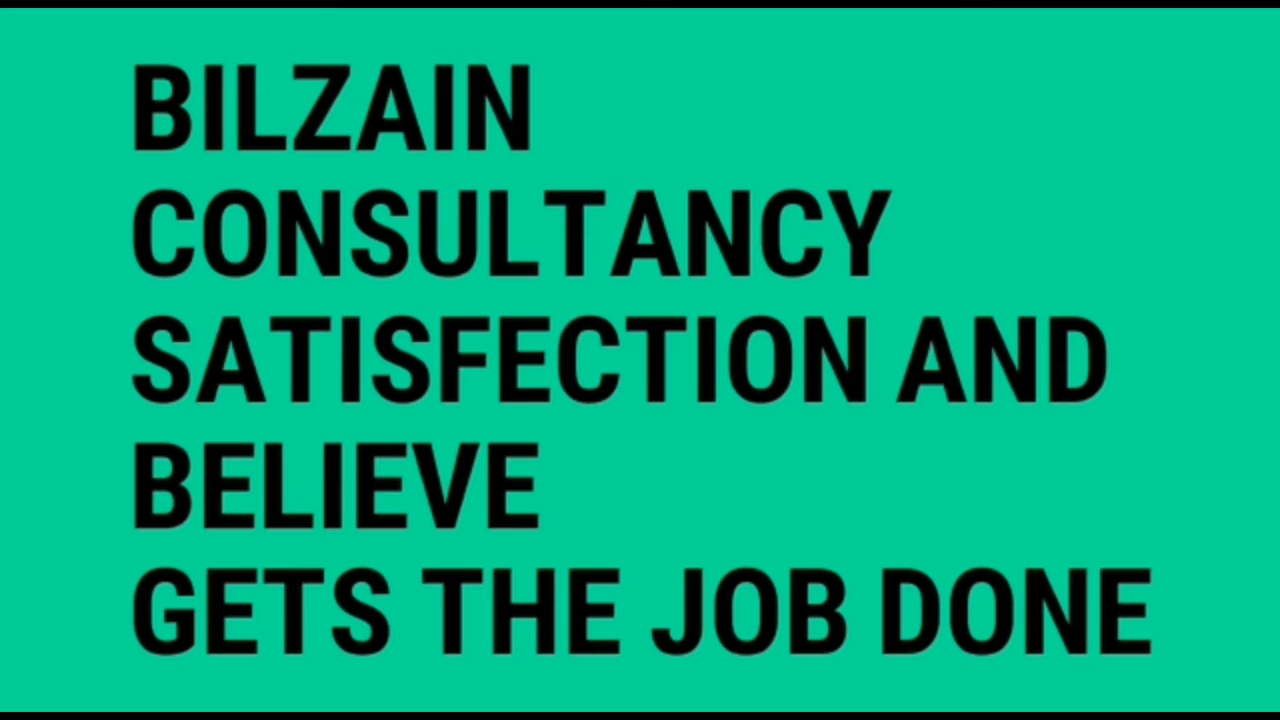 BILZAIN
CONSULTANCY
SATISFECTION AND
BELIEVE
GETS THE JOB DONE